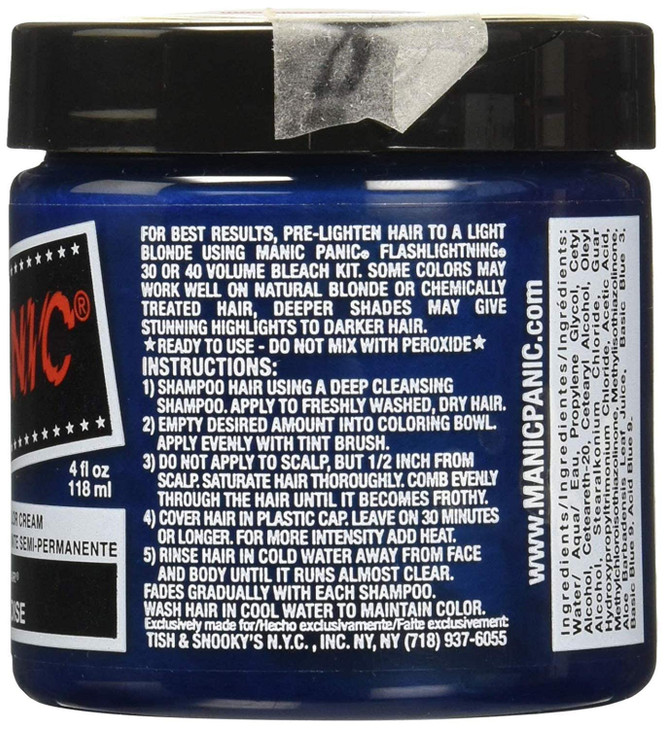 NIC®
4 fl oz
118 ml
CREAM
SEMI-PERMANENTE
FOR BEST RESULTS, PRE-LIGHTEN HAIR TO A LIGHT
BLONDE USING MANIC PANIC® FLASHLIGHTNING®
30 OR 40 VOLUME BLEACH KIT. SOME COLORS MAY
WORK WELL ON NATURAL BLONDE OR CHEMICALLY
TREATED HAIR, DEEPER SHADES MAY GIVE
STUNNING HIGHLIGHTS TO DARKER HAIR.
★READY TO USE - DO NOT MIX WITH PEROXIDE★
INSTRUCTIONS:
1) SHAMPOO HAIR USING A DEEP CLEANSING
SHAMPOO. APPLY TO FRESHLY WASHED, DRY HAIR.
2) EMPTY DESIRED AMOUNT INTO COLORING BOWL.
APPLY EVENLY WITH TINT BRUSH.
3) DO NOT APPLY TO SCALP, BUT 1/2 INCH FROM
SCALP. SATURATE HAIR THOROUGHLY. COMB EVENLY
THROUGH THE HAIR UNTIL IT BECOMES FROTHY.
4) COVER HAIR IN PLASTIC CAP. LEAVE ON 30 MINUTES
OR LONGER. FOR MORE INTENSITY ADD HEAT.
5) RINSE HAIR IN COLD WATER AWAY FROM FACE
AND BODY UNTIL IT RUNS ALMOST CLEAR.
FADES GRADUALLY WITH EACH SHAMPOO.
WASH HAIR IN COOL WATER TO MAINTAIN COLOR.
Exclusively made for/Hecho exclusivamente/Faite exclusivement:
TISH & SNOOKY'S N.Y.C. , INC. NY, NY (718) 937-6055
www.MANICPANIC.com
Ingredients/Ingredientes/Ingrédients:
Water/ Aqua/ Eau, Propylene Glycol, Cetyl
Alcohol, Ceteareth-20, Cetearyl Alcohol, Oleyl
Alcohol, Stearalkonium Chloride, Guar
Hydroxypropyltrimonium Chloride, Acetic Acid,
Methylchloroisothiazolinone, Methylisothiazolinone,
Aloe Barbadensis Leaf Juice. Basic Blue 3,
Basic Blue 9, Acid Blue 9.